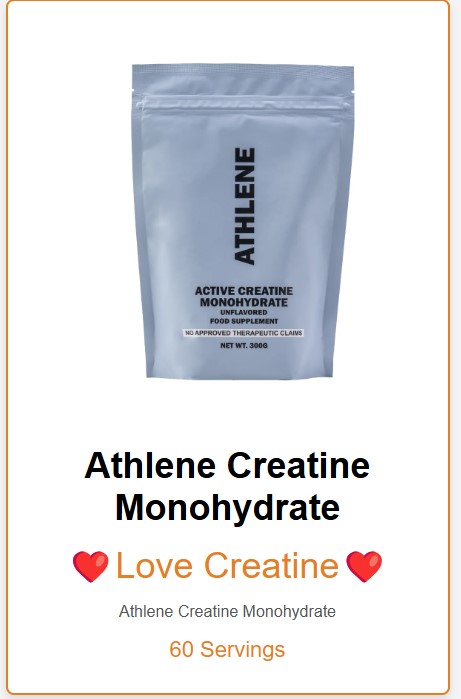 ATHLENE
ACTIVE CREATINE
MONOHYDRATE
UNFLAVORED
FOOD SUPPLEMENT
NO APPROVED THERAPEUTIC CLAIMS
NET WT. 300G
Athlene Creatine
Monohydrate
❤️ Love Creatine ❤️
Athlene Creatine Monohydrate
60 Servings